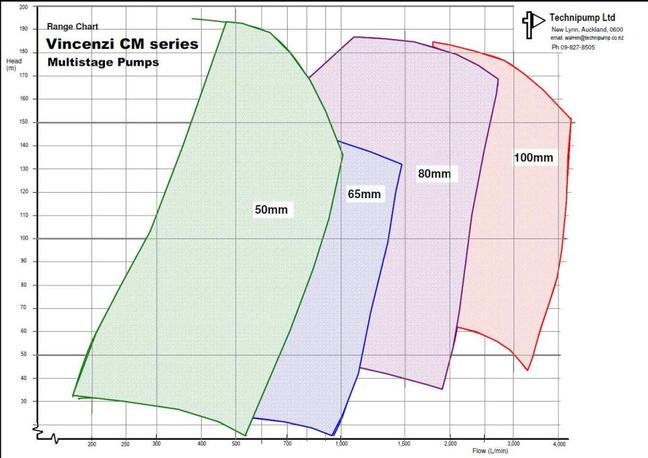 Range Chart
Vincenzi CM series
Multistage Pumps
Technipump Ltd
New Lynn, Auckland, 0600
email: warren@technipump.co.nz
Ph 09-827-8505
Head
(m)
200
190
180
170
160
150
140
130
120
110
100
90
80
70
60
50
40
30
50mm
65mm
80mm
100mm
200
250
300
400
500
700
1,000
1,500
2,000
3,000
4,000
Flow (L/min)